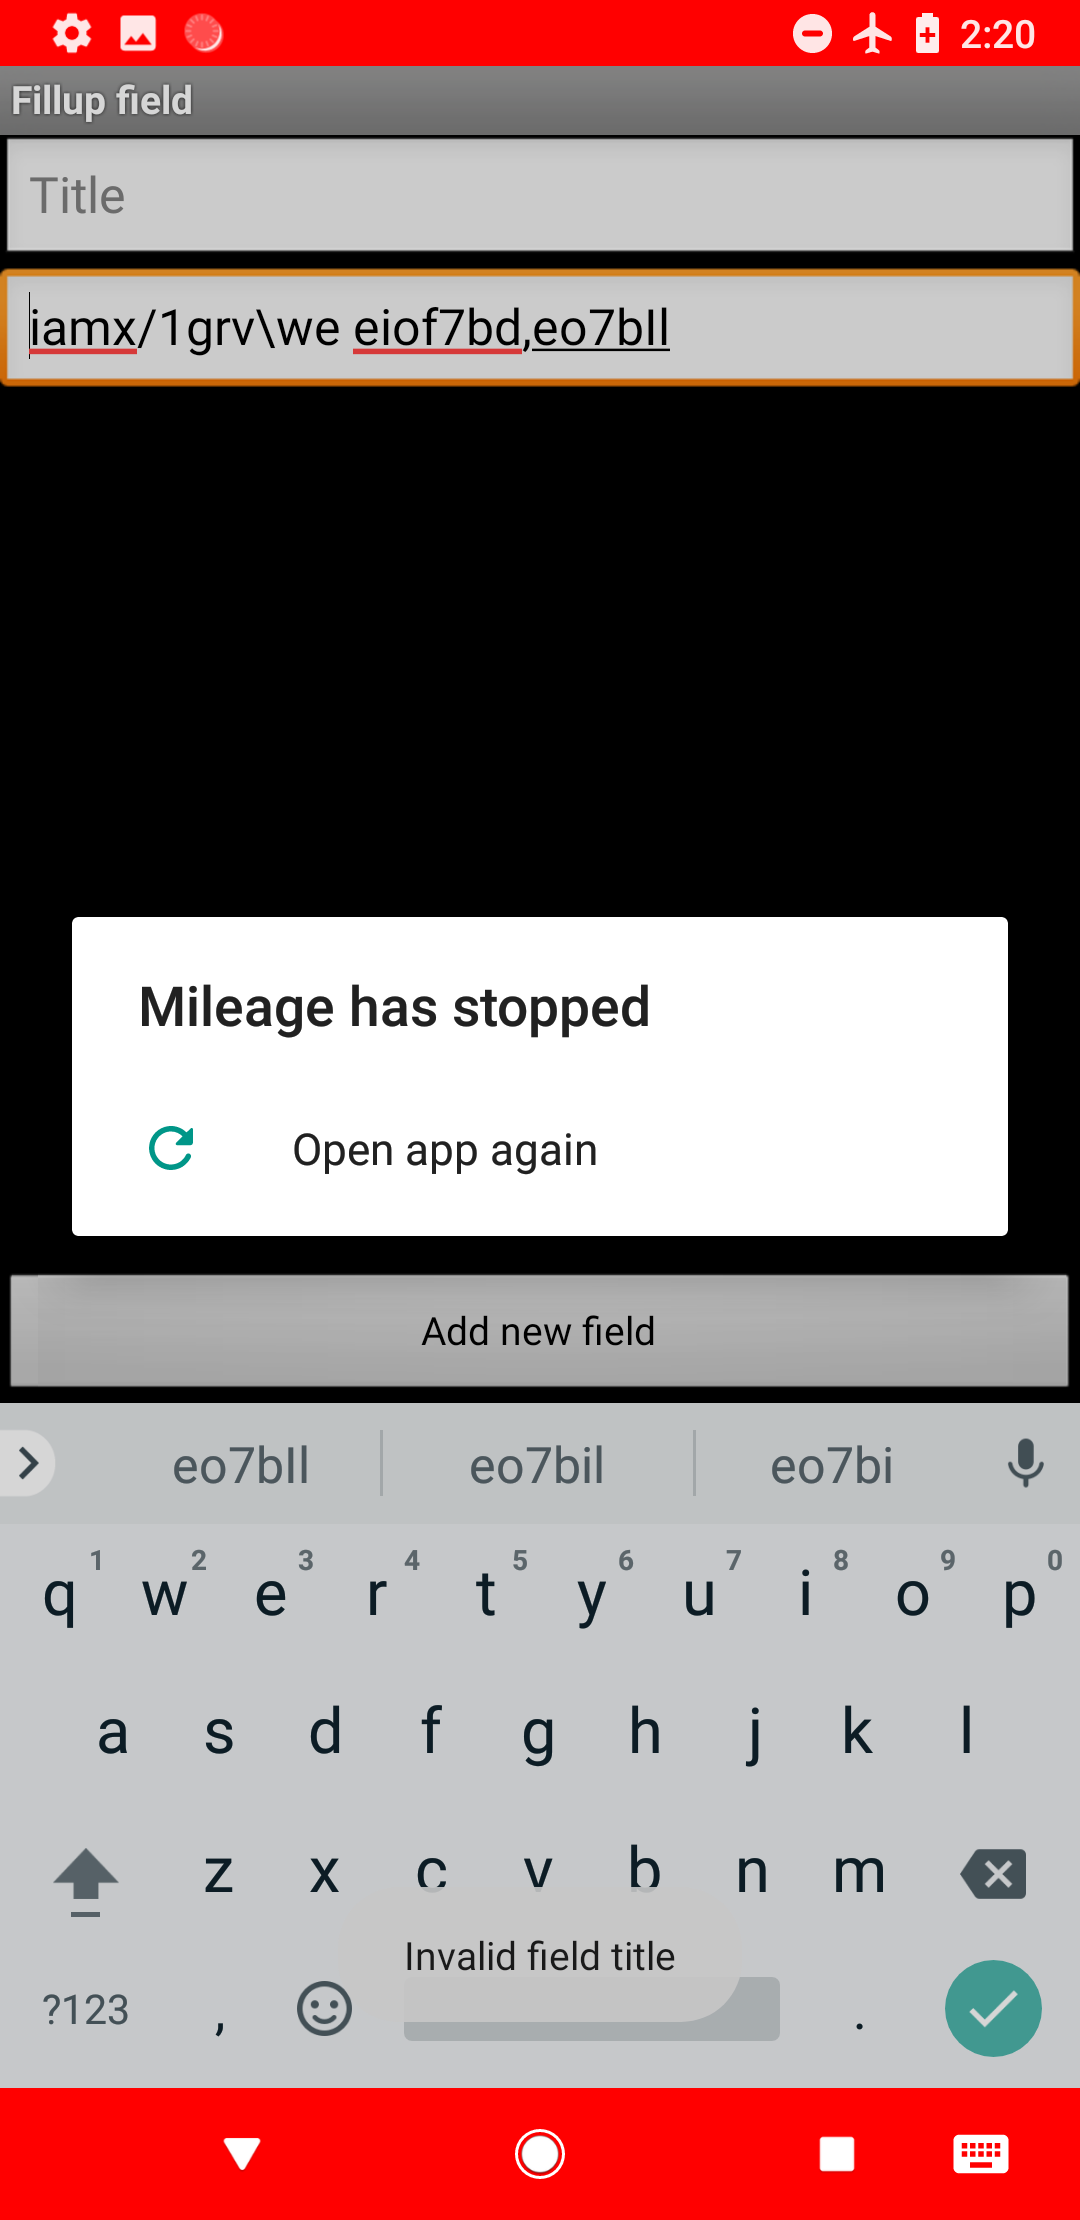 2:20
Fillup field
Title
iamx/1grv\we eiof7bd,eo7bIl
Mileage has stopped
Open app again
Add new field
eo7bIl eo7bil eo7bi
1 2 3 4 5 6 7 8 9 0
q w e r t y u i o p
a s d f g h j k l
z x c v b n m
Invalid field title
?123 , .